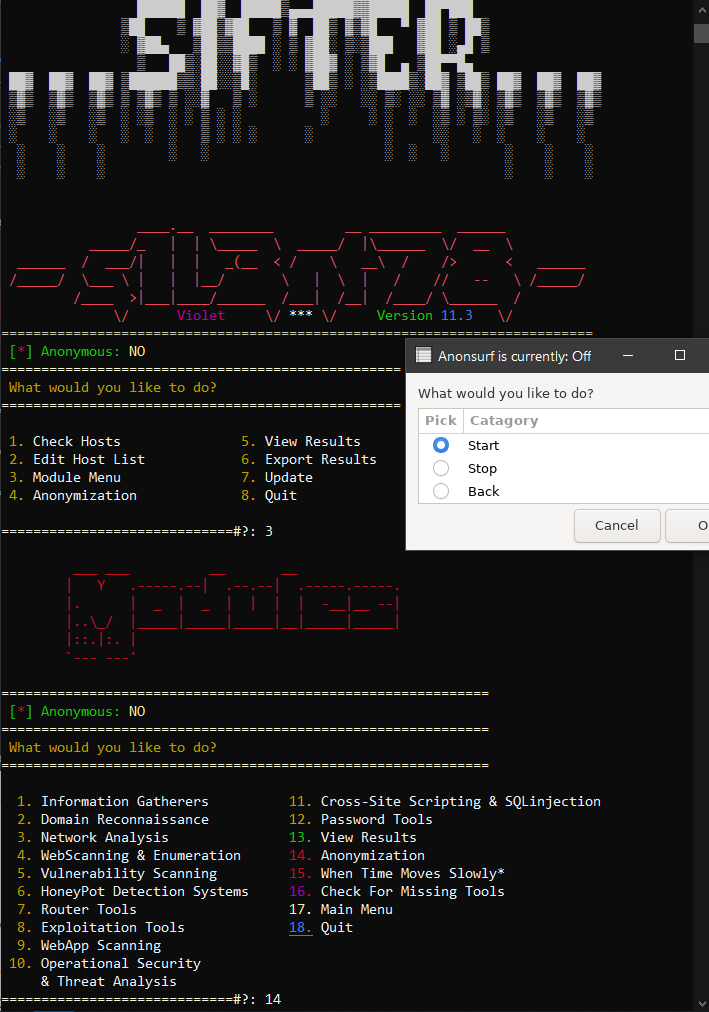 Violet *** Version 11.3
[*] Anonymous: NO
What would you like to do?
1. Check Hosts 5. View Results
2. Edit Host List 6. Export Results
3. Module Menu 7. Update
4. Anonymization 8. Quit
#?: 3
Anonsurf is currently: Off
What would you like to do?
Pick Catagory
Start
Stop
Back
Cancel O
Modules
[*] Anonymous: NO
What would you like to do?
1. Information Gatherers 11. Cross-Site Scripting & SQLinjection
2. Domain Reconnaissance 12. Password Tools
3. Network Analysis 13. View Results
4. WebScanning & Enumeration 14. Anonymization
5. Vulnerability Scanning 15. When Time Moves Slowly*
6. HoneyPot Detection Systems 16. Check For Missing Tools
7. Router Tools 17. Main Menu
8. Exploitation Tools 18. Quit
9. WebApp Scanning
10. Operational Security
& Threat Analysis
#?: 14